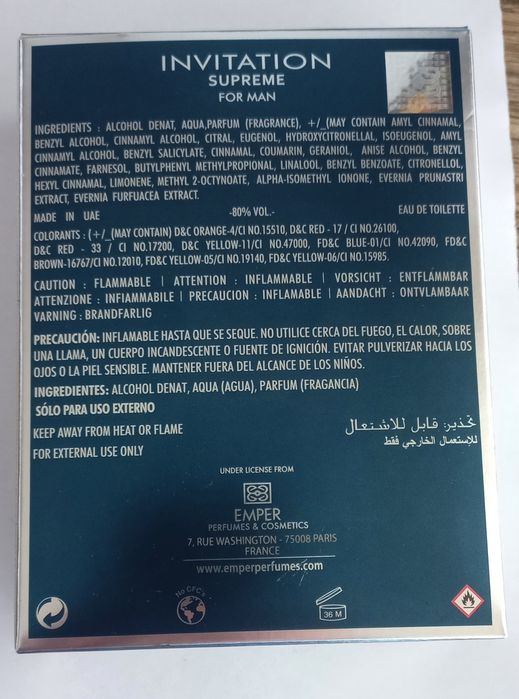 INVITATION
SUPREME
FOR MAN
INGREDIENTS : ALCOHOL DENAT, AQUA,PARFUM (FRAGRANCE), +/_(MAY CONTAIN AMYL CINNAMAL,
BENZYL ALCOHOL, CINNAMYL ALCOHOL, CITRAL, EUGENOL, HYDROXYCITRONELLAL, ISOEUGENOL, AMYL
CINNAMYL ALCOHOL, BENZYL SALICYLATE, CINNAMAL, COUMARIN, GERANIOL, ANISE ALCOHOL, BENZYL
CINNAMATE, FARNESOL, BUTYLPHENYL METHYLPROPIONAL, LINALOOL, BENZYL BENZOATE, CITRONELLOL,
HEXYL CINNAMAL, LIMONENE, METHYL 2-OCTYNOATE, ALPHA-ISOMETHYL IONONE, EVERNIA PRUNASTRI
EXTRACT, EVERNIA FURFUACEA EXTRACT.
MADE IN UAE -80% VOL.- EAU DE TOILETTE
COLORANTS : (+/_(MAY CONTAIN) D&C ORANGE-4/CI NO.15510, D&C RED - 17 / CI NO.26100,
D&C RED - 33 / CI NO.17200, D&C YELLOW-11/CI NO.47000, FD&C BLUE-01/CI NO.42090, FD&C
BROWN-16767/CI NO.12010, FD&C YELLOW-05/CI NO.19140, FD&C YELLOW-06/CI NO.15985.
CAUTION : FLAMMABLE | ATTENTION : INFLAMMABLE | VORSICHT : ENTFLAMMBAR
ATTENZIONE : INFIAMMABILE | PRECAUCION : INFLAMABLE | AANDACHT : ONTVLAMBAAR
VARNING : BRANDFARLIG
PRECAUCIÓN: INFLAMABLE HASTA QUE SE SEQUE. NO UTILICE CERCA DEL FUEGO, EL CALOR, SOBRE
UNA LLAMA, UN CUERPO INCANDESCENTE O FUENTE DE IGNICIÓN. EVITAR PULVERIZAR HACIA LOS
OJOS O LA PIEL SENSIBLE. MANTENER FUERA DEL ALCANCE DE LOS NIÑOS.
INGREDIENTES: ALCOHOL DENAT, AQUA (AGUA), PARFUM (FRAGANCIA)
SÓLO PARA USO EXTERNO
KEEP AWAY FROM HEAT OR FLAME
FOR EXTERNAL USE ONLY
تحذير: قابل للاشتعال
للإستعمال الخارجي فقط
UNDER LICENSE FROM
EMPER
PERFUMES & COSMETICS
7, RUE WASHINGTON - 75008 PARIS
FRANCE
www.emperperfumes.com
No CFC's
36 M